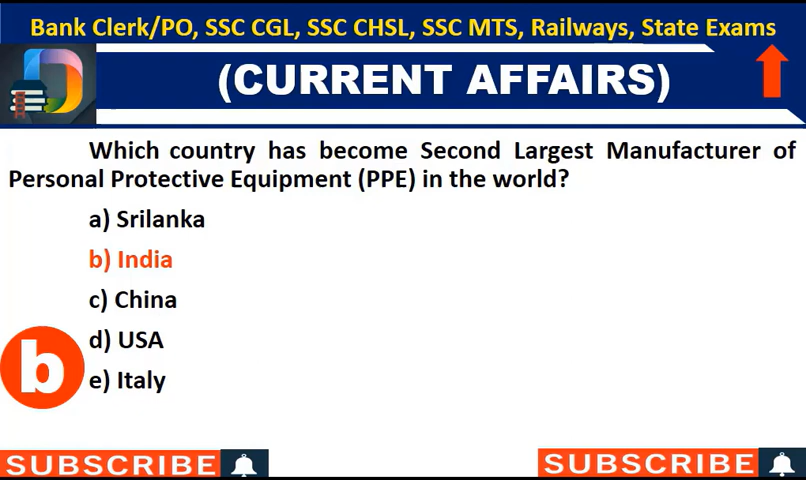 Bank Clerk/PO, SSC CGL, SSC CHSL, SSC MTS, Railways, State Exams
(CURRENT AFFAIRS)
Which country has become Second Largest Manufacturer of
Personal Protective Equipment (PPE) in the world?
a) Srilanka
b) India
c) China
d) USA
b
e) Italy
SUBSCRIBE
SUBSCRIBE